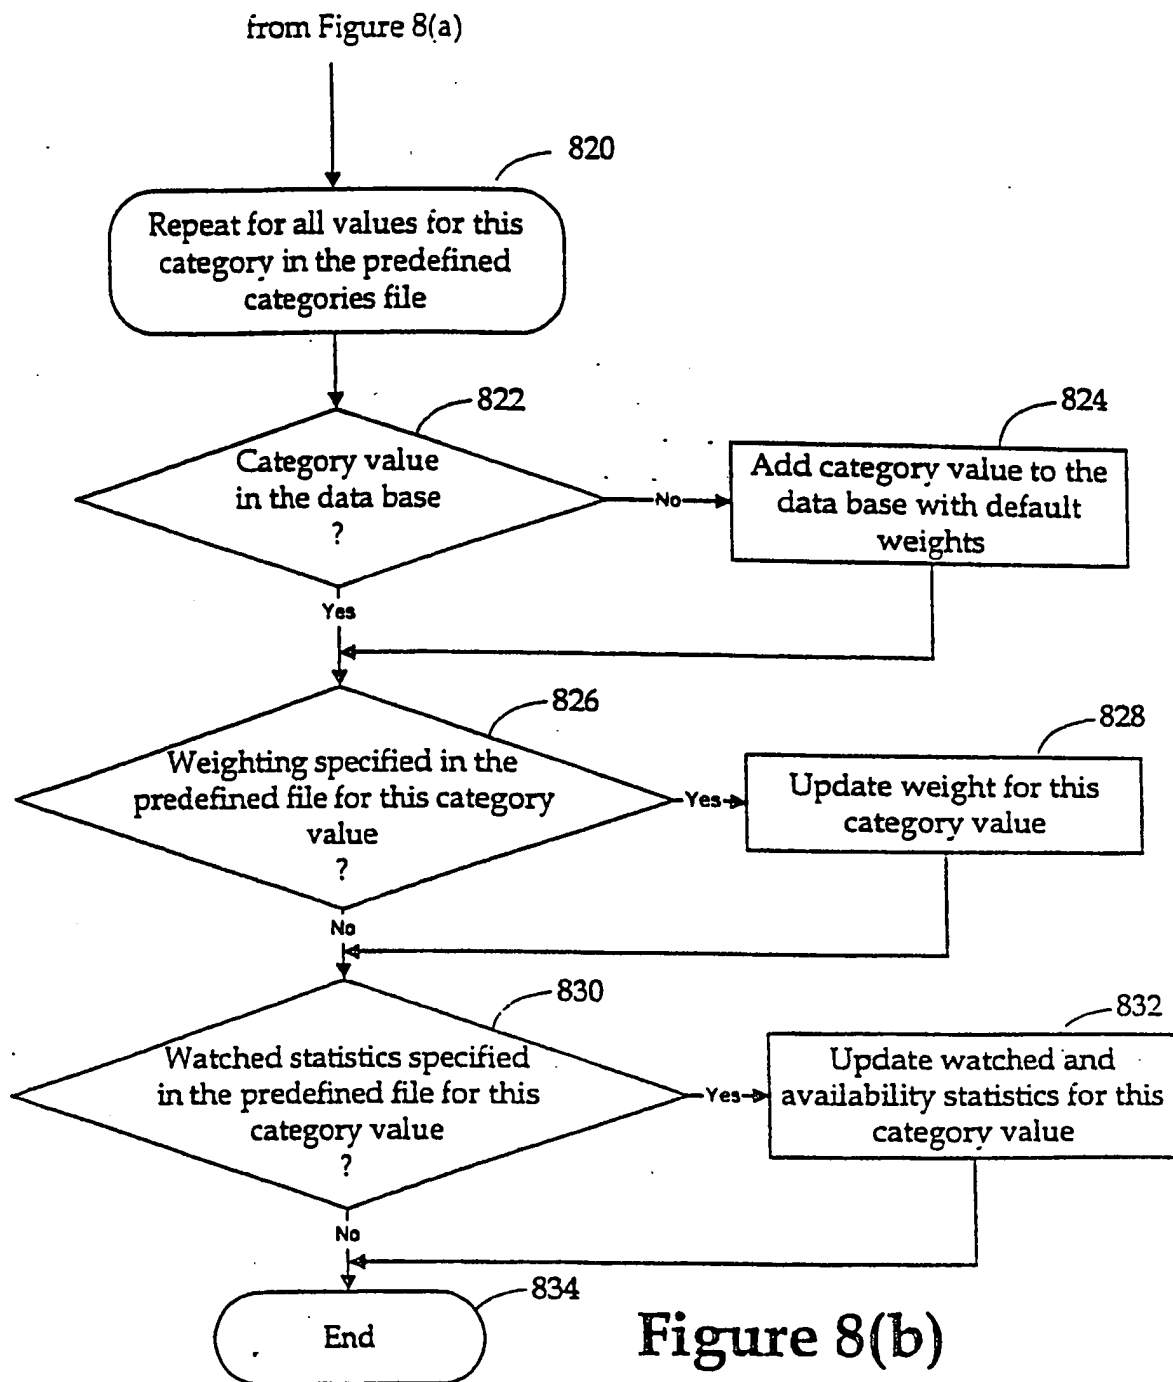 from Figure 8(a)
820
Repeat for all values for this
category in the predefined
categories file
822
Category value
in the data base
?
No
824
Add category value to the
data base with default
weights
Yes
826
Weighting specified in the
predefined file for this category
value
?
Yes
828
Update weight for this
category value
No
830
Watched statistics specified
in the predefined file for this
category value
?
Yes
832
Update watched and
availability statistics for this
category value
No
834
End
Figure 8(b)